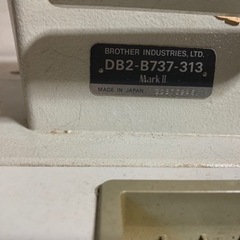 BROTHER INDUSTRIES, LTD.
DB2-B737-313
Mark II
MADE IN JAPAN